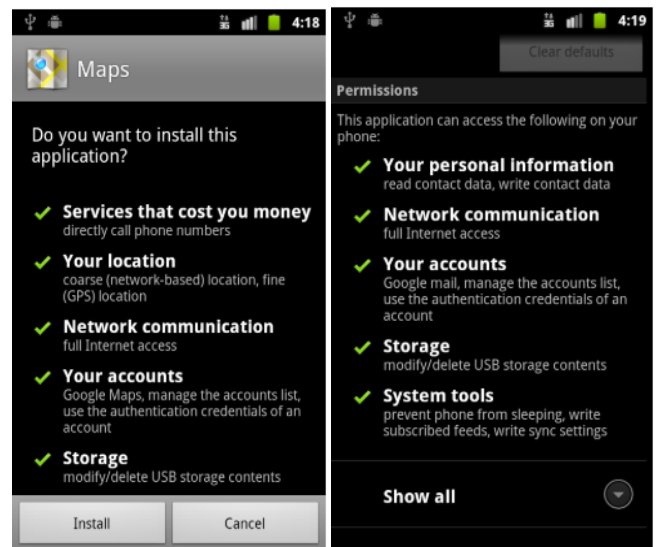 4:18
Maps
Do you want to install this
application?
Services that cost you money
directly call phone numbers
Your location
coarse (network-based) location, fine
(GPS) location
Network communication
full Internet access
Your accounts
Google Maps, manage the accounts list,
use the authentication credentials of an
account
Storage
modify/delete USB storage contents
Install
Cancel
3G
4:19
Clear defaults
Permissions
This application can access the following on your
phone:
Your personal information
read contact data, write contact data
Network communication
full Internet access
Your accounts
Google mail, manage the accounts list,
use the authentication credentials of an
account
Storage
modify/delete USB storage contents
System tools
prevent phone from sleeping, write
subscribed feeds, write sync settings
Show all